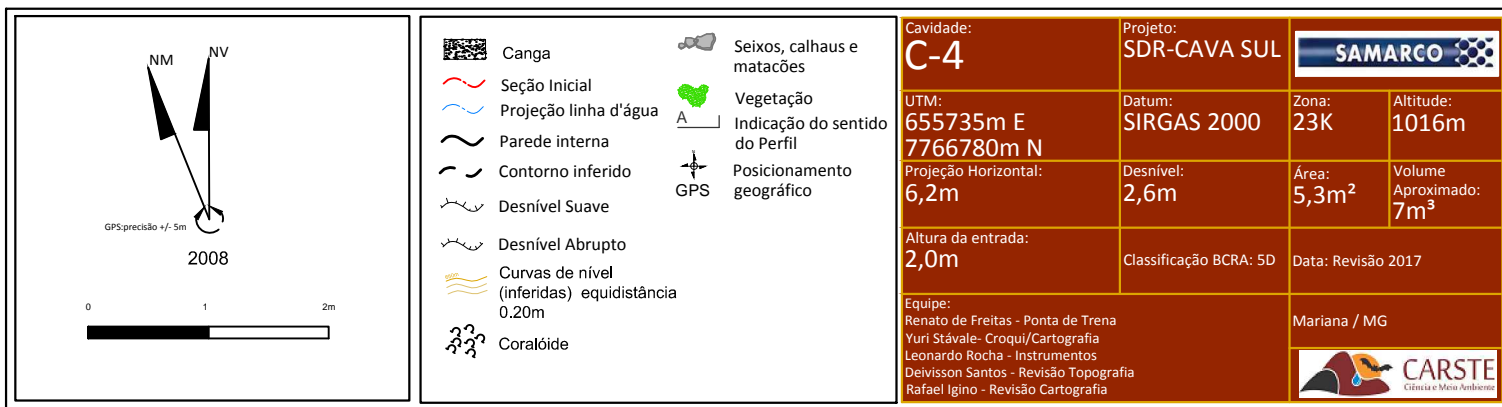 NM
NV
GPS:precisão +/- 5m
2008
0
1
2m
Canga
Seção Inicial
Projeção linha d'água
Parede interna
Contorno inferido
Desnível Suave
Desnível Abrupto
Curvas de nível
(inferidas) equidistância
0.20m
Coralóide
Seixos, calhaus e
matacões
Vegetação
A
Indicação do sentido
do Perfil
GPS
Posicionamento
geográfico
Cavidade:
C-4
Projeto:
SDR-CAVA SUL
SAMARCO
UTM:
655735m E
7766780m N
Datum:
SIRGAS 2000
Zona:
23K
Altitude:
1016m
Projeção Horizontal:
6,2m
Desnível:
2,6m
Área:
5,3m²
Volume
Aproximado:
7m³
Altura da entrada:
2,0m
Classificação BCRA: 5D
Data: Revisão 2017
Equipe:
Renato de Freitas - Ponta de Trena
Yuri Stávale- Croqui/Cartografia
Leonardo Rocha - Instrumentos
Deivisson Santos - Revisão Topografia
Rafael Igino - Revisão Cartografia
Mariana / MG
CARSTE
Ciência e Meio Ambiente